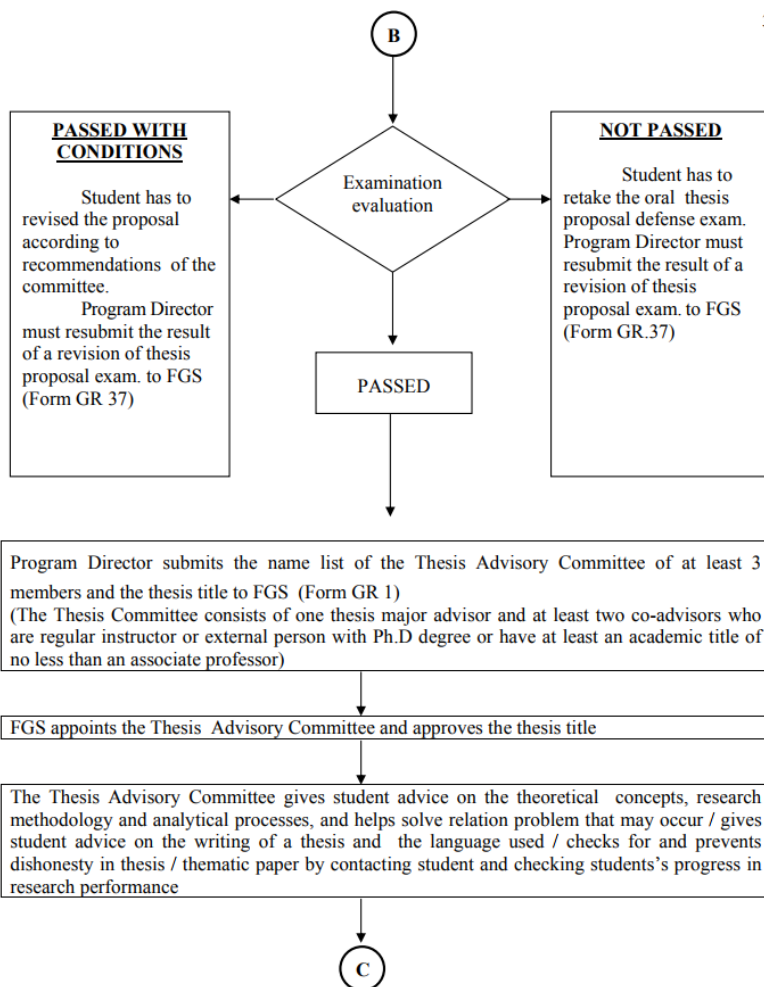 B
PASSED WITH
CONDITIONS
Student has to
revised the proposal
according to
recommendations of the
committee.
Program Director
must resubmit the result
of a revision of thesis
proposal exam. to FGS
(Form GR 37)
Examination
evaluation
NOT PASSED
Student has to
retake the oral thesis
proposal defense exam.
Program Director must
resubmit the result of a
revision of thesis
proposal exam. to FGS
(Form GR.37)
PASSED
Program Director submits the name list of the Thesis Advisory Committee of at least 3
members and the thesis title to FGS (Form GR 1)
(The Thesis Committee consists of one thesis major advisor and at least two co-advisors who
are regular instructor or external person with Ph.D degree or have at least an academic title of
no less than an associate professor)
FGS appoints the Thesis Advisory Committee and approves the thesis title
The Thesis Advisory Committee gives student advice on the theoretical concepts, research
methodology and analytical processes, and helps solve relation problem that may occur / gives
student advice on the writing of a thesis and the language used / checks for and prevents
dishonesty in thesis / thematic paper by contacting student and checking students's progress in
research performance
C